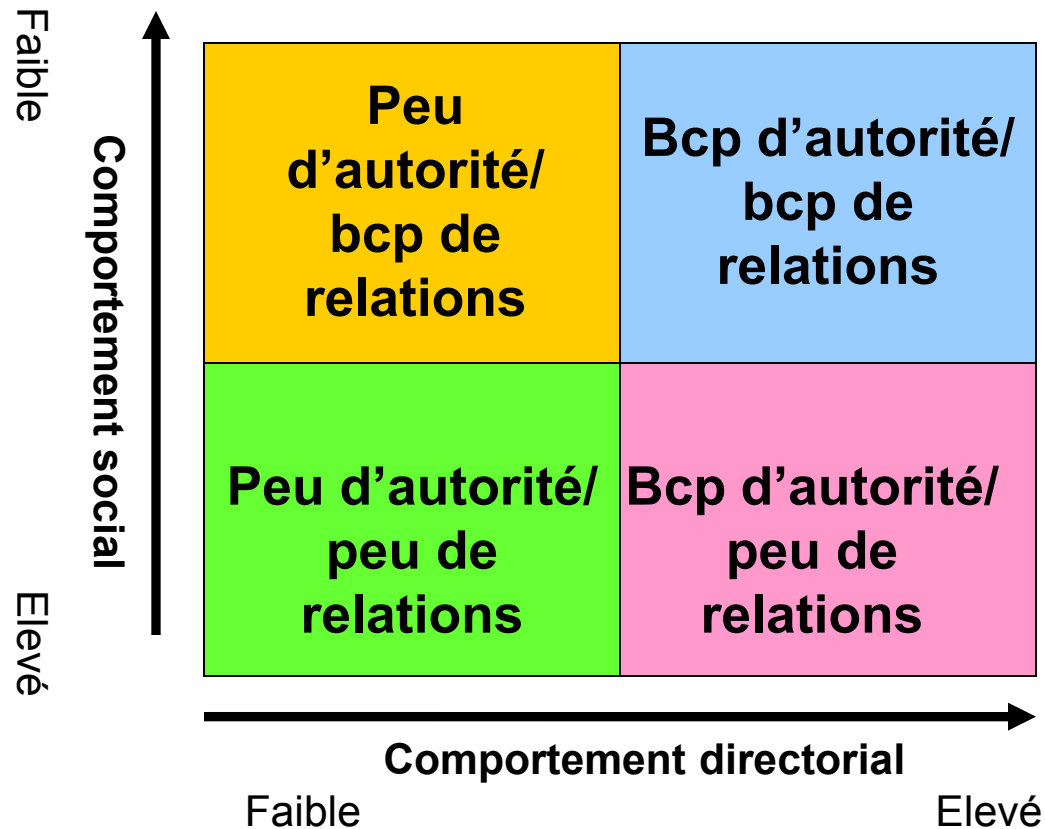 Faible
Comportement social
Elevé
Peu
d’autorité/
bcp de
relations
Bcp d’autorité/
bcp de
relations
Peu d’autorité/
peu de
relations
Bcp d’autorité/
peu de
relations
Comportement directorial
Faible
Elevé